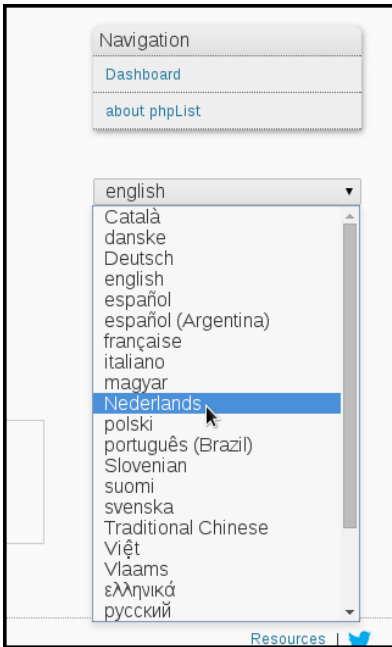 Navigation
Dashboard
about phpList
english
Català
danske
Deutsch
english
español
español (Argentina)
française
italiano
magyar
Nederlands
polski
português (Brazil)
Slovenian
suomi
svenska
Traditional Chinese
Việt
Vlaams
ελληνικά
русский
Resources |